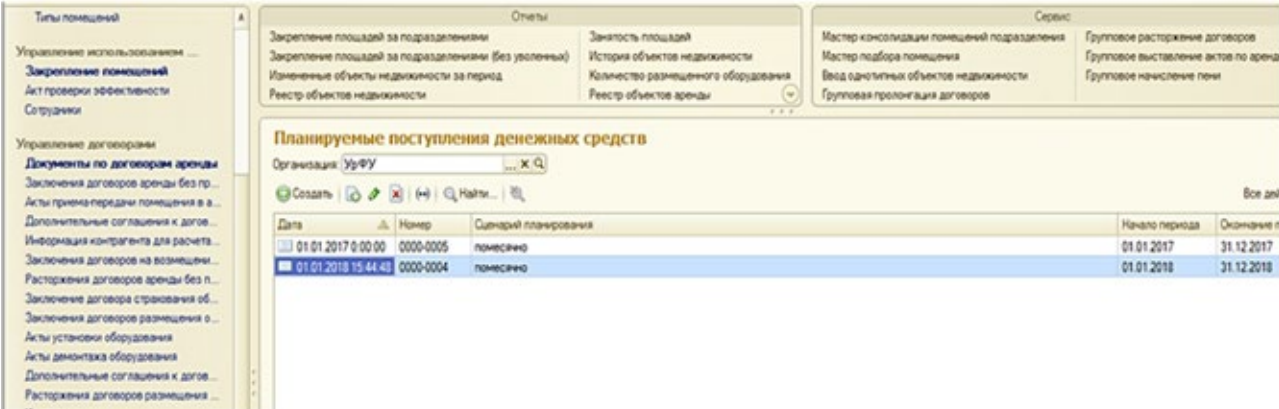 Типы помещений
Управление использованием ...
Закрепление помещений
Акт проверки эффективности
Сотрудники
Управление договорами
Документы по договорам аренды
Заключения договоров аренды без пр...
Акты приема-передачи помещения в а...
Дополнительные соглашения к догов...
Информация контрагента для расчета...
Заключения договоров на возмещени...
Расторжения договоров аренды без п...
Заключение договора страхования об...
Заключения договоров размещения о...
Акты установки оборудования
Акты демонтажа оборудования
Дополнительные соглашения к догов...
Расторжения договоров размещения ...
Отчеты
Закрепление площадей за подразделениями
Закрепление площадей за подразделениями (без уволенных)
Измененные объекты недвижимости за период
Реестр объектов недвижимости
Занятость площадей
История объектов недвижимости
Количество размещенного оборудования
Реестр объектов аренды
Сервис
Мастер консолидации помещений подразделения
Мастер подбора помещения
Ввод однотипных объектов недвижимости
Групповая пролонгация договоров
Групповое расторжение договоров
Групповое выставление актов по аренд
Групповое начисление пени
Планируемые поступления денежных средств
Организация: УрФУ ... X
Создать Найти... Все дей
Дата Номер Сценарий планирования Начало периода Окончание п
01.01.2017 0:00:00 0000-0005 помесячно 01.01.2017 31.12.2017
01.01.2018 15:44:48 0000-0004 помесячно 01.01.2018 31.12.2018